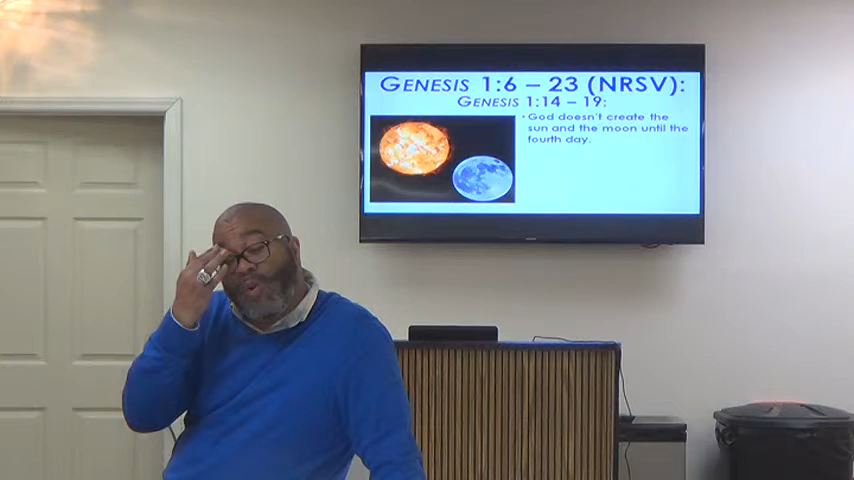 GENESIS 1:6 – 23 (NRSV):
GENESIS 1:14 – 19:
• God doesn't create the
sun and the moon until the
fourth day.